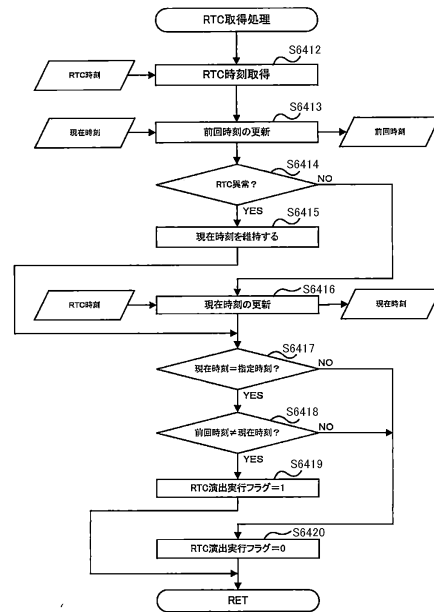 RTC取得処理
S6412
RTC時刻
RTC時刻取得
S6413
現在時刻
前回時刻の更新
前回時刻
S6414
RTC異常?
NO
YES
S6415
現在時刻を維持する
S6416
RTC時刻
現在時刻の更新
現在時刻
S6417
現在時刻=指定時刻?
NO
YES
S6418
前回時刻≠現在時刻?
NO
YES
S6419
RTC演出実行フラグ=1
S6420
RTC演出実行フラグ=0
RET